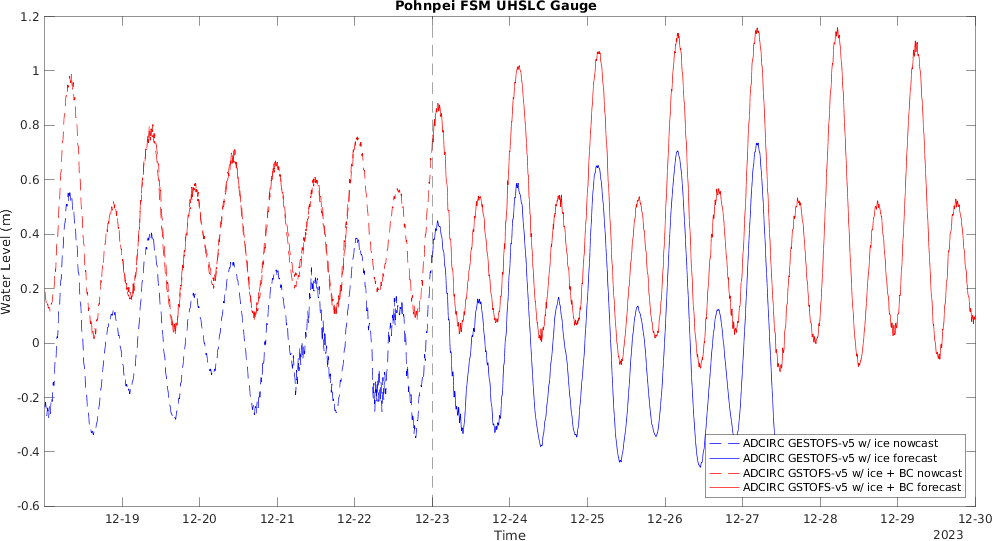 Pohnpei FSM UHSLC Gauge
1.2
1
0.8
0.6
0.4
0.2
0
-0.2
-0.4
-0.6
Water Level (m)
ADCIRC GESTOFS-v5 w/ ice nowcast
ADCIRC GESTOFS-v5 w/ ice forecast
ADCIRC GSTOFS-v5 w/ ice + BC nowcast
ADCIRC GSTOFS-v5 w/ ice + BC forecast
12-19 12-20 12-21 12-22 12-23 12-24 12-25 12-26 12-27 12-28 12-29 12-30
Time
2023